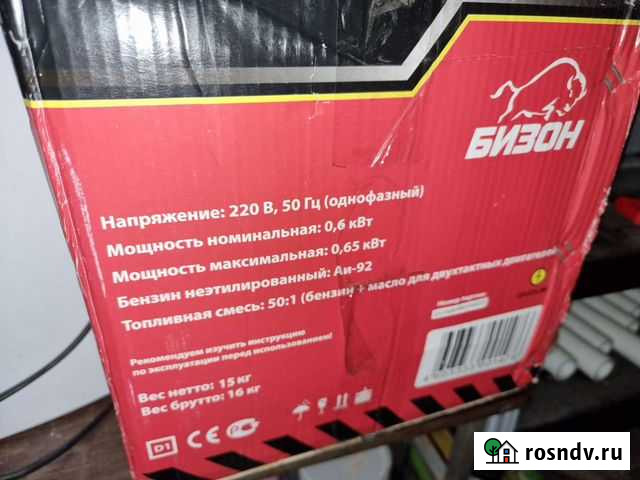 БИЗОН
Напряжение: 220 В, 50 Гц (однофазный)
Мощность номинальная: 0,6 кВт
Мощность максимальная: 0,65 кВт
Бензин неэтилированный: Аи-92
Топливная смесь: 50:1 (бензин + масло для двухтактных двигателей
Рекомендуем изучить инструкцию
по эксплуатации перед использованием!
Вес нетто: 15 кг
Вес брутто: 16 кг
D1 CE
rosndv.ru